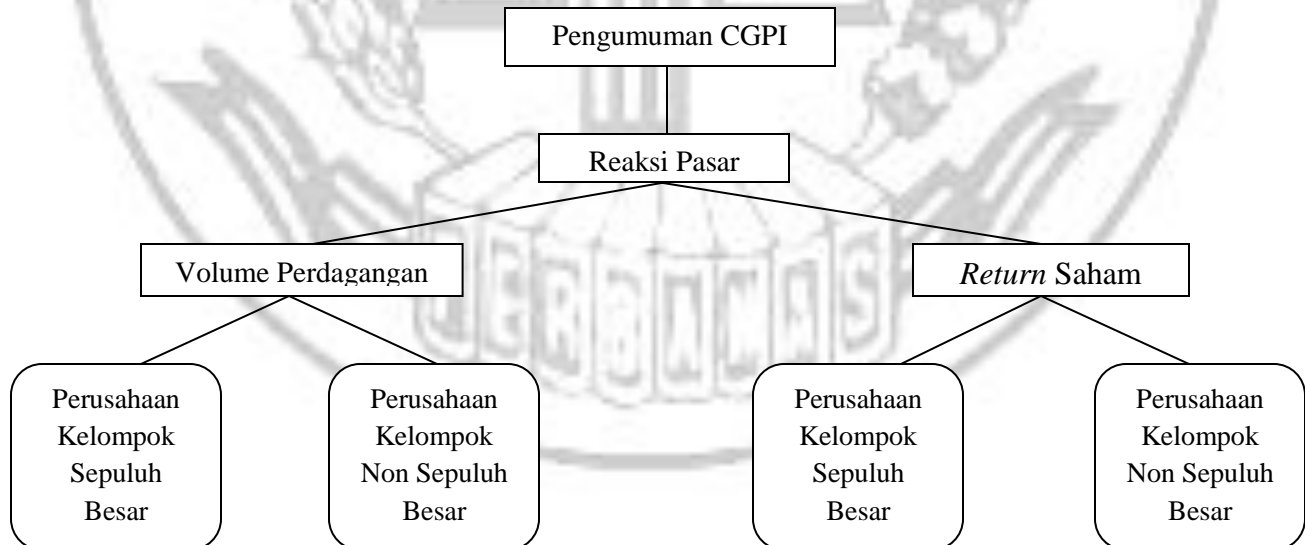 Pengumuman CGPI
Reaksi Pasar
Volume Perdagangan
Return Saham
Perusahaan
Kelompok
Sepuluh
Besar
Perusahaan
Kelompok
Non Sepuluh
Besar
Perusahaan
Kelompok
Sepuluh
Besar
Perusahaan
Kelompok
Non Sepuluh
Besar
PERBANAS